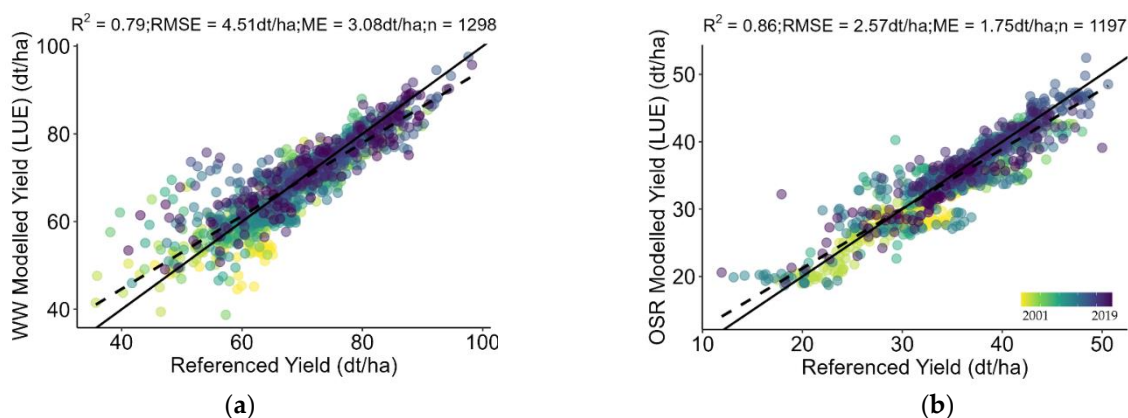 R² = 0.79;RMSE = 4.51dt/ha;ME = 3.08dt/ha;n = 1298
WW Modelled Yield (LUE) (dt/ha)
100
80
60
40
40 60 80 100
Referenced Yield (dt/ha)
(a)
R² = 0.86;RMSE = 2.57dt/ha;ME = 1.75dt/ha;n = 1197
OSR Modelled Yield (LUE) (dt/ha)
50
40
30
20
2001 2019
10 20 30 40 50
Referenced Yield (dt/ha)
(b)